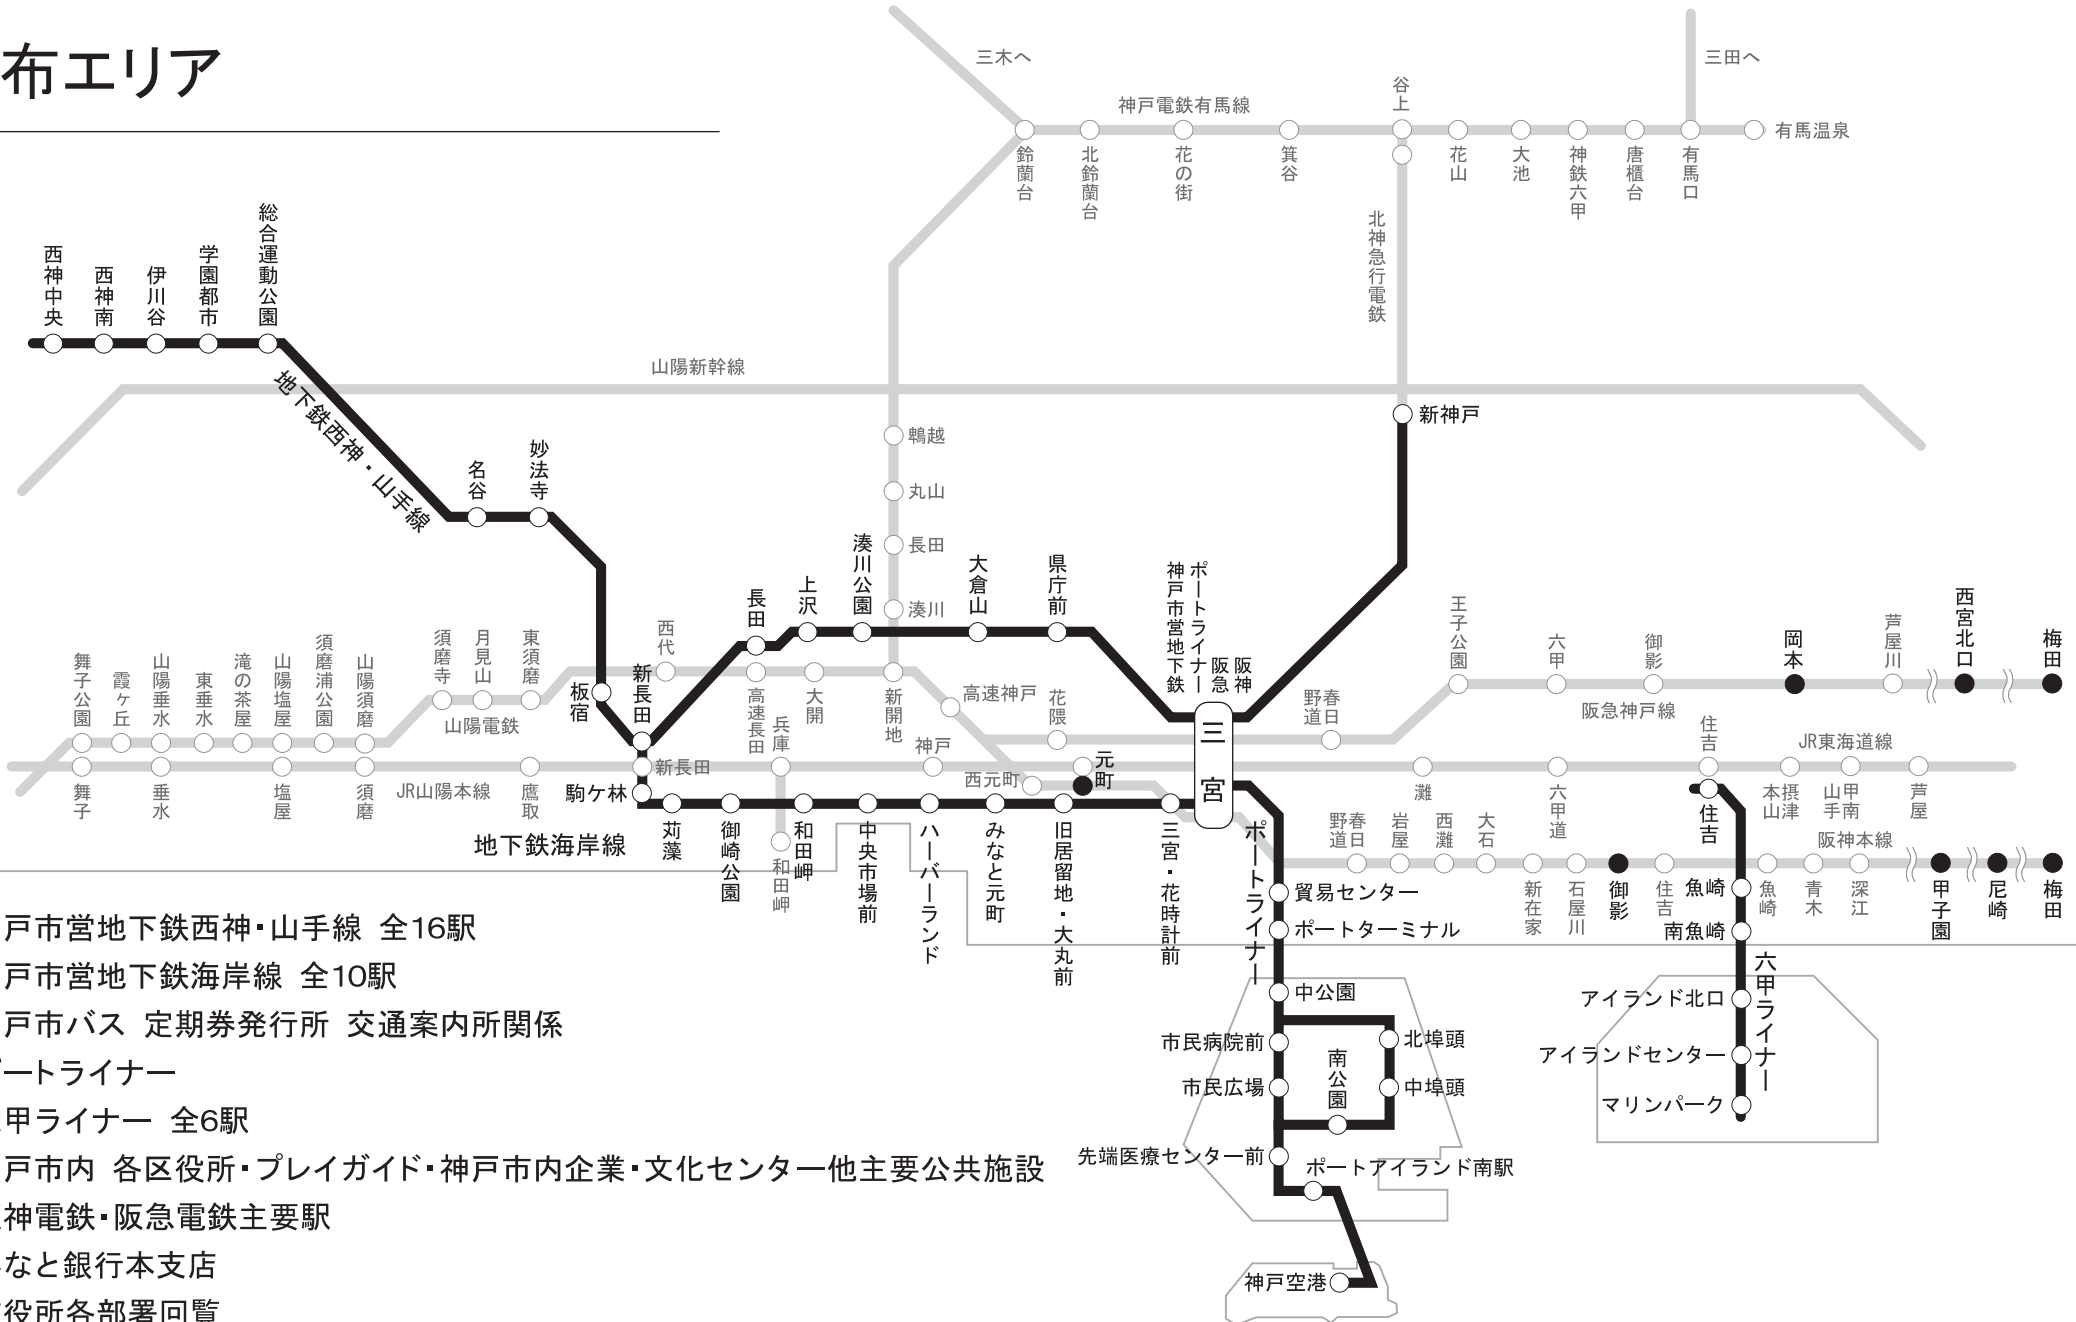 布エリア
三木へ
三田へ
神戸電鉄有馬線
谷上
有馬温泉
鈴蘭台
北鈴蘭台
花の街
箕谷
花山
大池
神鉄六甲
唐櫃台
有馬口
北神急行電鉄
西神中央
西神南
伊川谷
学園都市
総合運動公園
地下鉄西神・山手線
山陽新幹線
新神戸
名谷
妙法寺
鵯越
丸山
長田
湊川
板宿
新長田
長田
上沢
湊川公園
大倉山
県庁前
神戸市営地下鉄
ポートライナー
阪急
阪神
三宮
舞子公園
霞ヶ丘
山陽垂水
東垂水
滝の茶屋
山陽塩屋
須磨浦公園
山陽須磨
須磨寺
月見山
東須磨
山陽電鉄
西代
高速長田
大開
新開地
高速神戸
花隈
春日野道
王子公園
六甲
御影
岡本
芦屋川
西宮北口
梅田
阪急神戸線
舞子
垂水
塩屋
須磨
JR山陽本線
鷹取
新長田
兵庫
神戸
元町
西元町
灘
六甲道
住吉
JR東海道線
摂津本山
甲南山手
芦屋
和田岬
駒ケ林
地下鉄海岸線
苅藻
御崎公園
和田岬
中央市場前
ハーバーランド
みなと元町
旧居留地・大丸前
三宮・花時計前
春日野道
岩屋
西灘
大石
新在家
石屋川
御影
住吉
魚崎
青木
深江
阪神本線
甲子園
尼崎
梅田
ポートライナー
貿易センター
ポートターミナル
中公園
市民病院前
市民広場
南公園
北埠頭
中埠頭
先端医療センター前
ポートアイランド南駅
神戸空港
住吉
魚崎
南魚崎
六甲ライナー
アイランド北口
アイランドセンター
マリンパーク
戸市営地下鉄西神・山手線 全16駅
戸市営地下鉄海岸線 全10駅
戸市バス 定期券発行所 交通案内所関係
ートライナー
甲ライナー 全6駅
戸市内 各区役所・プレイガイド・神戸市内企業・文化センター他主要公共施設
神電鉄・阪急電鉄主要駅
なと銀行本支店
役所各部署回覧